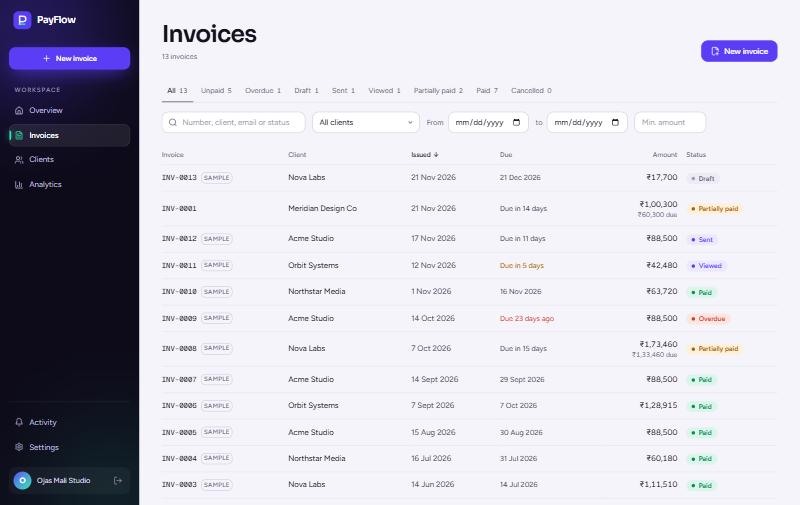 PayFlow
New invoice
WORKSPACE
Overview
Invoices
Clients
Analytics
Activity
Settings
O Ojas Mali Studio
Invoices
13 invoices
New invoice
All 13 Unpaid 5 Overdue 1 Draft 1 Sent 1 Viewed 1 Partially paid 2 Paid 7 Cancelled 0
Number, client, email or status All clients From mm/dd/yyyy to mm/dd/yyyy Min. amount
Invoice Client Issued ↓ Due Amount Status
INV-0013 SAMPLE Nova Labs 21 Nov 2026 21 Dec 2026 ₹17,700 Draft
INV-0001 Meridian Design Co 21 Nov 2026 Due in 14 days ₹1,00,300 Partially paid
₹60,300 due
INV-0012 SAMPLE Acme Studio 17 Nov 2026 Due in 11 days ₹88,500 Sent
INV-0011 SAMPLE Orbit Systems 12 Nov 2026 Due in 5 days ₹42,480 Viewed
INV-0010 SAMPLE Northstar Media 1 Nov 2026 16 Nov 2026 ₹63,720 Paid
INV-0009 SAMPLE Acme Studio 14 Oct 2026 Due 23 days ago ₹88,500 Overdue
INV-0008 SAMPLE Nova Labs 7 Oct 2026 Due in 15 days ₹1,73,460 Partially paid
₹1,33,460 due
INV-0007 SAMPLE Acme Studio 14 Sept 2026 29 Sept 2026 ₹88,500 Paid
INV-0006 SAMPLE Orbit Systems 7 Sept 2026 7 Oct 2026 ₹1,28,915 Paid
INV-0005 SAMPLE Acme Studio 15 Aug 2026 30 Aug 2026 ₹88,500 Paid
INV-0004 SAMPLE Northstar Media 16 Jul 2026 31 Jul 2026 ₹60,180 Paid
INV-0003 SAMPLE Nova Labs 14 Jun 2026 14 Jul 2026 ₹1,11,510 Paid